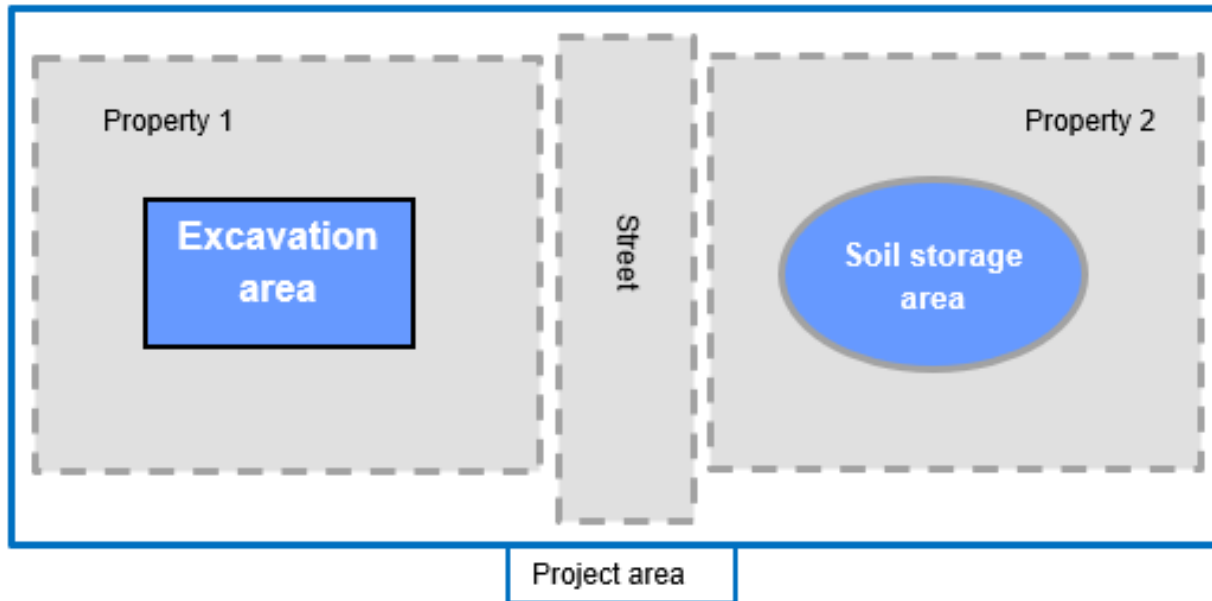 Property 1
Property 2
Excavation
area
Street
Soil storage
area
Project area